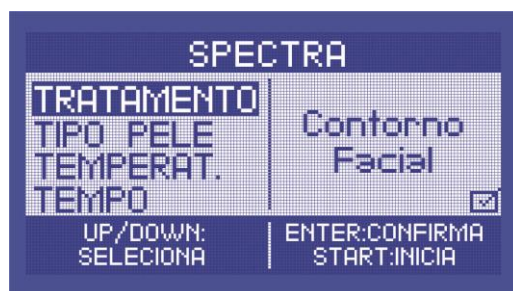 SPECTRA
TRATAMENTO
TIPO PELE
TEMPERAT.
TEMPO
Contorno
Facial
UP/DOWN:
SELECIONA
ENTER:CONFIRMA
START:INICIA